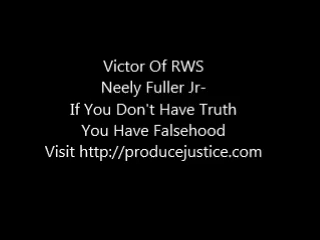 Victor Of RWS
Neely Fuller Jr-
If You Don't Have Truth
You Have Falsehood
Visit http://producejustice.com